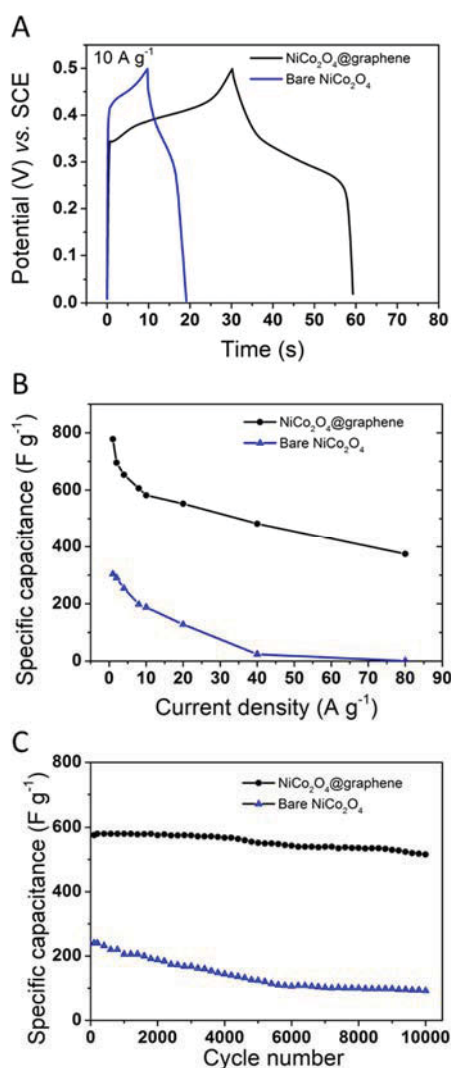 A
10 A g⁻¹
NiCo₂O₄@graphene
Bare NiCo₂O₄
Potential (V) vs. SCE
0.5
0.4
0.3
0.2
0.1
0.0
0 10 20 30 40 50 60 70 80
Time (s)
B
NiCo₂O₄@graphene
Bare NiCo₂O₄
Specific capacitance (F g⁻¹)
800
600
400
200
0
0 10 20 30 40 50 60 70 80 90
Current density (A g⁻¹)
C
NiCo₂O₄@graphene
Bare NiCo₂O₄
Specific capacitance (F g⁻¹)
800
600
400
200
0
0 2000 4000 6000 8000 10000
Cycle number